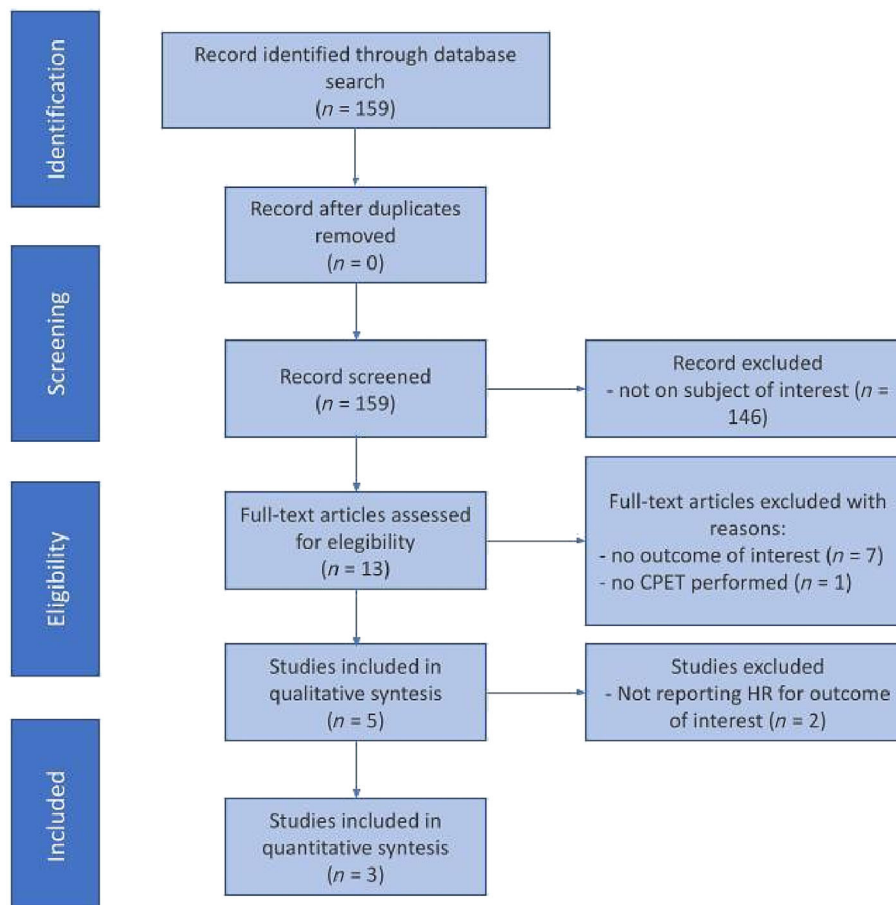 Identification
Record identified through database
search
(n = 159)
Record after duplicates
removed
(n = 0)
Screening
Record screened
(n = 159)
Record excluded
- not on subject of interest (n =
146)
Eligibility
Full-text articles assessed
for elegibility
(n = 13)
Full-text articles excluded with
reasons:
- no outcome of interest (n = 7)
- no CPET performed (n = 1)
Studies included in
qualitative syntesis
(n = 5)
Studies excluded
- Not reporting HR for outcome
of interest (n = 2)
Included
Studies included in
quantitative syntesis
(n = 3)